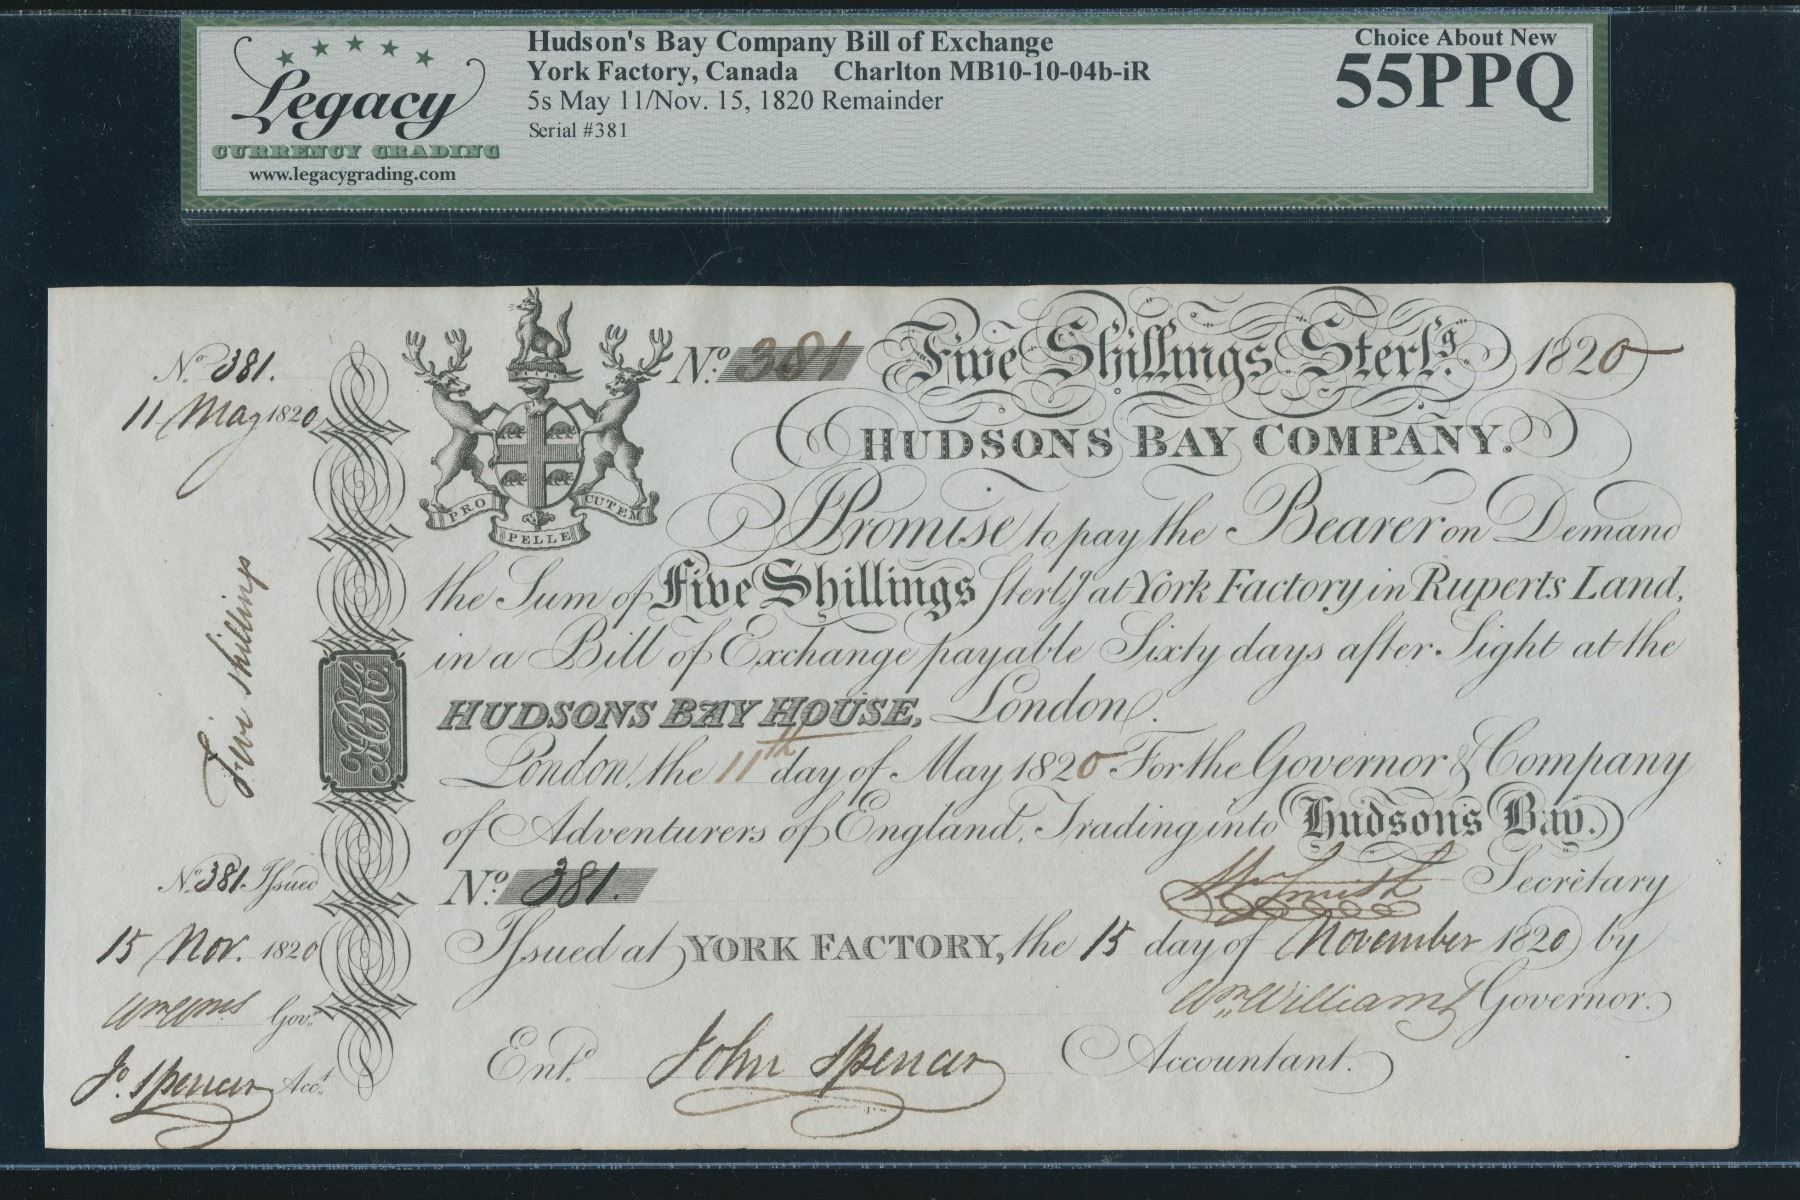 Legacy
CURRENCY GRADING
www.legacygrading.com
Hudson's Bay Company Bill of Exchange
York Factory, Canada Charlton MB10-10-04b-iR
5s May 11/Nov. 15, 1820 Remainder
Serial #381
Choice About New
55PPQ
No. 381.
11 May 1820
Five Shillings
HBC
No. 381 Issued
15 Nov. 1820
Wm Wms Govr.
Jo. Spencer Acct.
PRO PELLE CUTEM
No. 381 Five Shillings Sterlg. 1820
HUDSONS BAY COMPANY.
I Promise to pay the Bearer on Demand
the Sum of Five Shillings Sterlg. at York Factory in Ruperts Land,
in a Bill of Exchange payable Sixty days after Sight at the
HUDSONS BAY HOUSE, London.
London, the 11th day of May 1820 For the Governor & Company
of Adventurers of England, Trading into Hudson's Bay.
No. 381. Wm Smith Secretary
Issued at YORK FACTORY, the 15 day of November 1820 by
Wm. Williams Governor.
Entd. John Spencer Accountant.